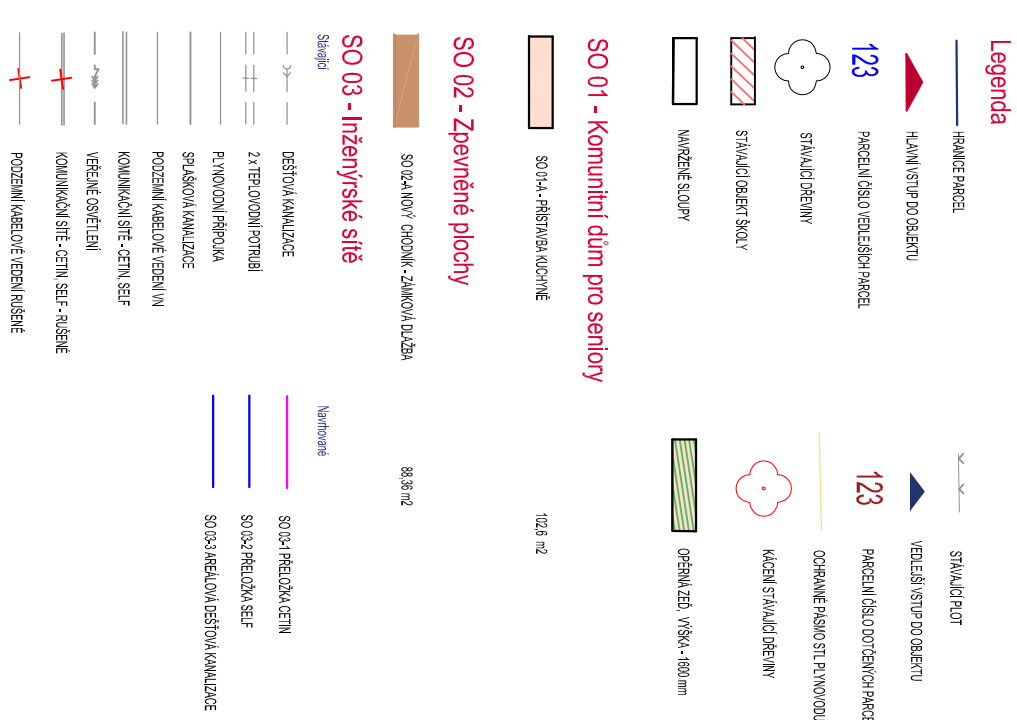 Legenda
HRANICE PARCEL
STÁVAJÍCÍ PLOT
HLAVNÍ VSTUP DO OBJEKTU
VEDLEJŠÍ VSTUP DO OBJEKTU
123
PARCELNÍ ČÍSLO VEDLEJŠÍCH PARCEL
123
PARCELNÍ ČÍSLO DOTČENÝCH PARCE
STÁVAJÍCÍ DŘEVINY
OCHRANNÉ PÁSMO STL PLYNOVODU
STÁVAJÍCÍ OBJEKT ŠKOLY
KÁCENÍ STÁVAJÍCÍ DŘEVINY
NAVRŽENÉ SLOUPY
OPĚRNÁ ZEĎ, VÝŠKA - 1600 mm
SO 01 - Komunitní dům pro seniory
SO 01-A - PŘÍSTAVBA KUCHYNĚ
102,6 m2
SO 02 - Zpevněné plochy
SO 02-A NOVÝ CHODNÍK - ZÁMKOVÁ DLAŽBA
88,36 m2
SO 03 - Inženýrské sítě
Stávající
Navrhované
DEŠŤOVÁ KANALIZACE
SO 03-1 PŘELOŽKA CETIN
2 x TEPLOVODNÍ POTRUBÍ
SO 03-2 PŘELOŽKA SELF
PLYNOVODNÍ PŘÍPOJKA
SO 03-3 AREÁLOVÁ DEŠŤOVÁ KANALIZACE
SPLAŠKOVÁ KANALIZACE
PODZEMNÍ KABELOVÉ VEDENÍ VN
KOMUNIKAČNÍ SÍTĚ - CETIN, SELF
VEŘEJNÉ OSVĚTLENÍ
KOMUNIKAČNÍ SÍTĚ - CETIN, SELF - RUŠENÉ
PODZEMNÍ KABELOVÉ VEDENÍ RUŠENÉ